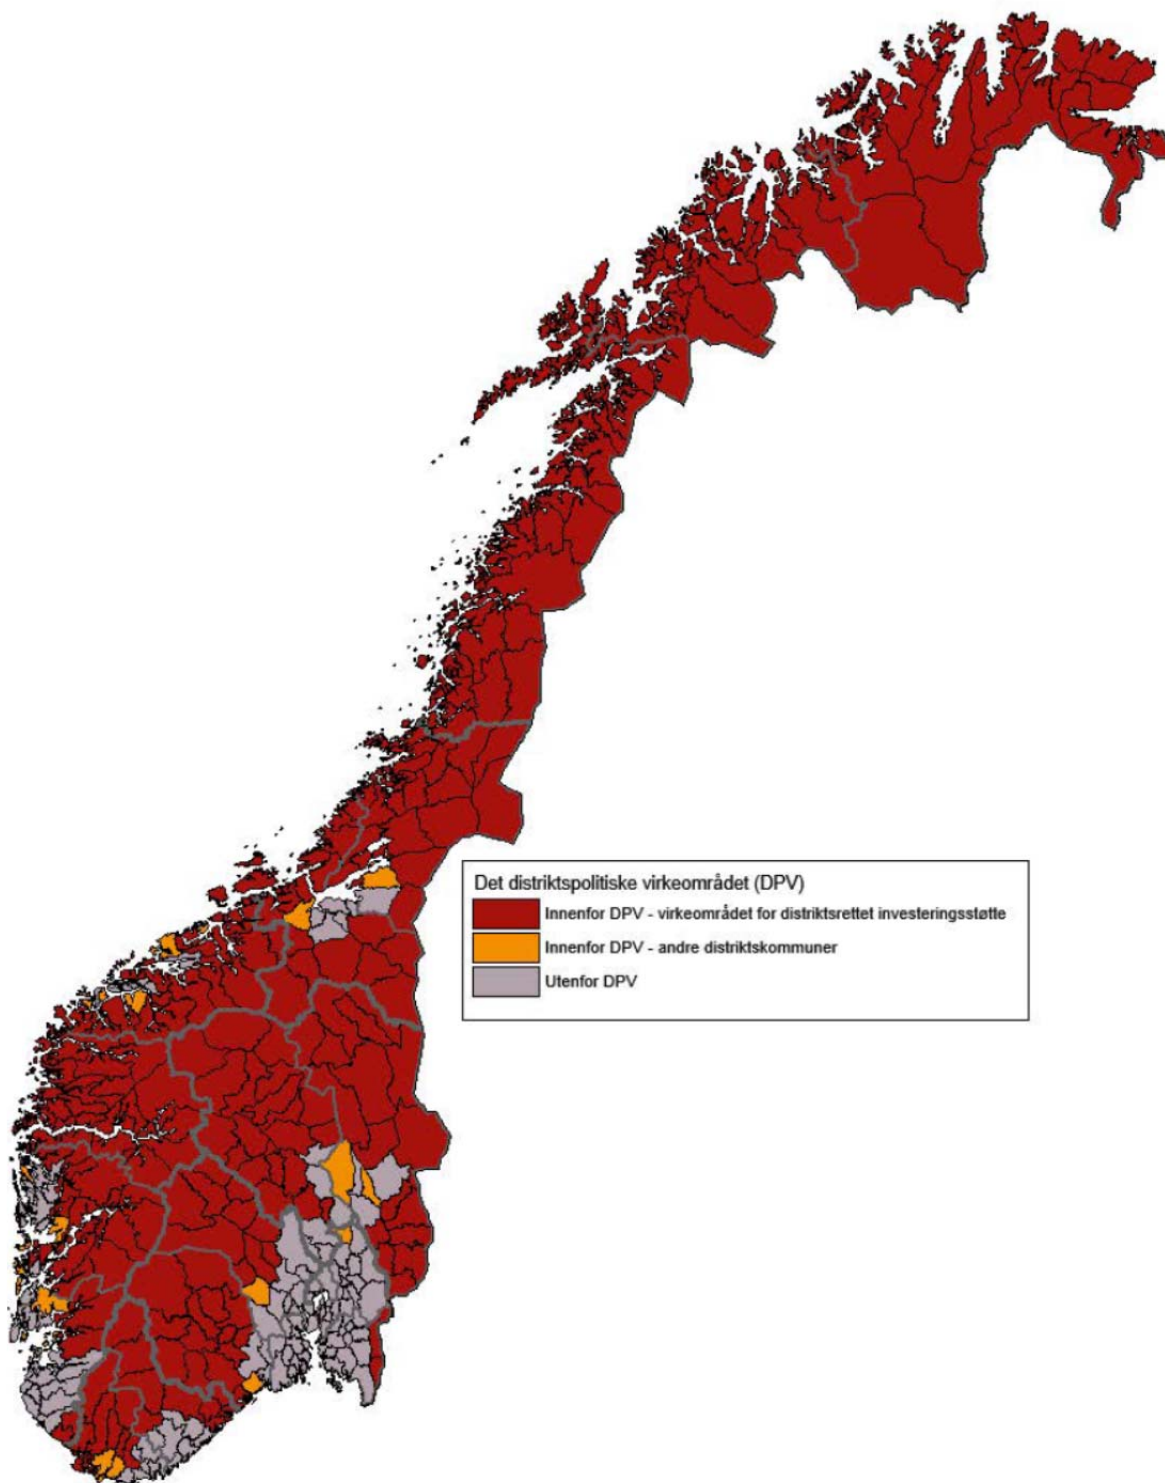 Det distriktspolitiske virkeområdet (DPV)
Innenfor DPV - virkeområdet for distriktsrettet investeringsstøtte
Innenfor DPV - andre distriktskommuner
Utenfor DPV